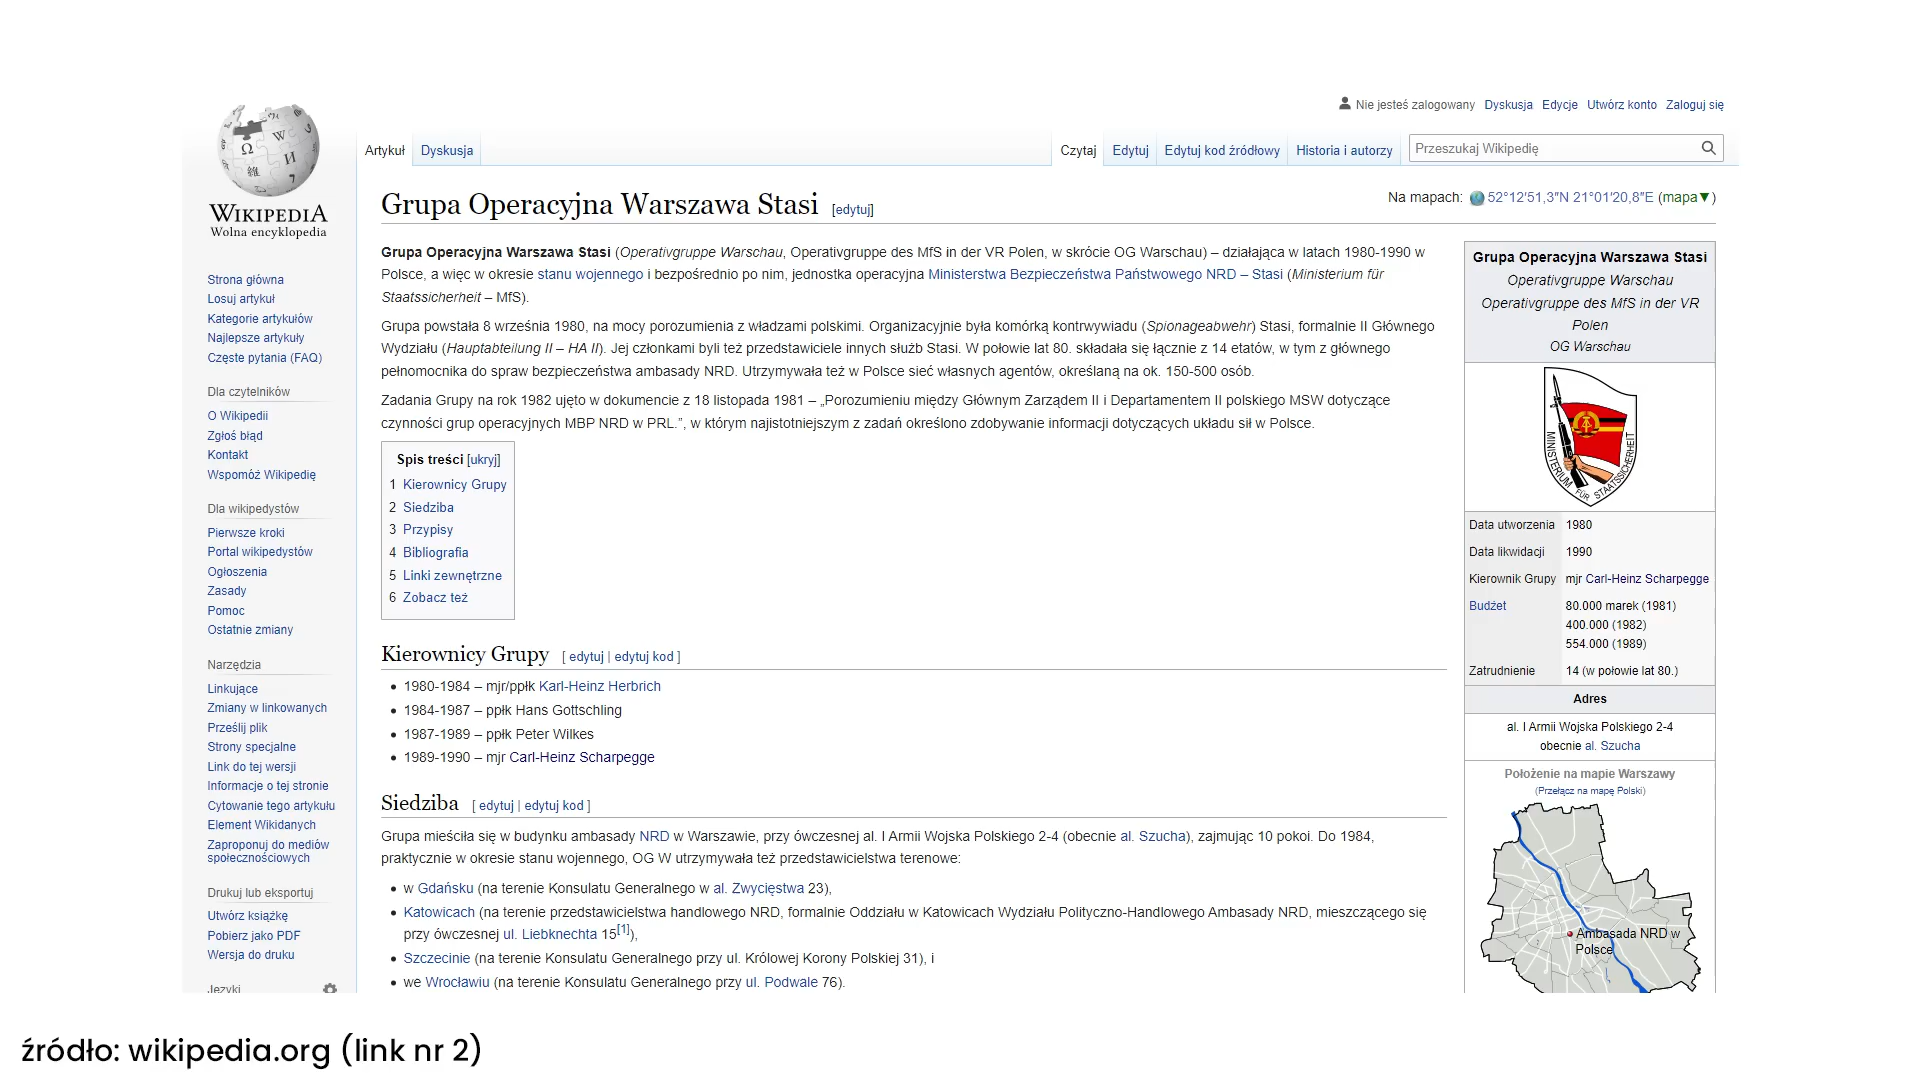 Nie jesteś zalogowany Dyskusja Edycje Utwórz konto Zaloguj się
Artykuł Dyskusja Czytaj Edytuj Edytuj kod źródłowy Historia i autorzy Przeszukaj Wikipedię
WIKIPEDIA
Wolna encyklopedia
Strona główna
Losuj artykuł
Kategorie artykułów
Najlepsze artykuły
Częste pytania (FAQ)
Dla czytelników
O Wikipedii
Zgłoś błąd
Kontakt
Wspomóż Wikipedię
Dla wikipedystów
Pierwsze kroki
Portal wikipedystów
Ogłoszenia
Zasady
Pomoc
Ostatnie zmiany
Narzędzia
Linkujące
Zmiany w linkowanych
Prześlij plik
Strony specjalne
Link do tej wersji
Informacje o tej stronie
Cytowanie tego artykułu
Element Wikidanych
Zaproponuj do mediów
społecznościowych
Drukuj lub eksportuj
Utwórz książkę
Pobierz jako PDF
Wersja do druku
Języki
Grupa Operacyjna Warszawa Stasi [edytuj]
Na mapach: 52°12′51,3″N 21°01′20,8″E (mapa▼)
Grupa Operacyjna Warszawa Stasi (Operativgruppe Warschau, Operativgruppe des MfS in der VR Polen, w skrócie OG Warschau) – działająca w latach 1980-1990 w
Polsce, a więc w okresie stanu wojennego i bezpośrednio po nim, jednostka operacyjna Ministerstwa Bezpieczeństwa Państwowego NRD – Stasi (Ministerium für
Staatssicherheit – MfS).
Grupa powstała 8 września 1980, na mocy porozumienia z władzami polskimi. Organizacyjnie była komórką kontrwywiadu (Spionageabwehr) Stasi, formalnie II Głównego
Wydziału (Hauptabteilung II – HA II). Jej członkami byli też przedstawiciele innych służb Stasi. W połowie lat 80. składała się łącznie z 14 etatów, w tym z głównego
pełnomocnika do spraw bezpieczeństwa ambasady NRD. Utrzymywała też w Polsce sieć własnych agentów, określaną na ok. 150-500 osób.
Zadania Grupy na rok 1982 ujęto w dokumencie z 18 listopada 1981 – „Porozumieniu między Głównym Zarządem II i Departamentem II polskiego MSW dotyczące
czynności grup operacyjnych MBP NRD w PRL.”, w którym najistotniejszym z zadań określono zdobywanie informacji dotyczących układu sił w Polsce.
Spis treści [ukryj]
1 Kierownicy Grupy
2 Siedziba
3 Przypisy
4 Bibliografia
5 Linki zewnętrzne
6 Zobacz też
Kierownicy Grupy [ edytuj | edytuj kod ]
• 1980-1984 – mjr/ppłk Karl-Heinz Herbrich
• 1984-1987 – ppłk Hans Gottschling
• 1987-1989 – ppłk Peter Wilkes
• 1989-1990 – mjr Carl-Heinz Scharpegge
Siedziba [ edytuj | edytuj kod ]
Grupa mieściła się w budynku ambasady NRD w Warszawie, przy ówczesnej al. I Armii Wojska Polskiego 2-4 (obecnie al. Szucha), zajmując 10 pokoi. Do 1984,
praktycznie w okresie stanu wojennego, OG W utrzymywała też przedstawicielstwa terenowe:
• w Gdańsku (na terenie Konsulatu Generalnego w al. Zwycięstwa 23),
• Katowicach (na terenie przedstawicielstwa handlowego NRD, formalnie Oddziału w Katowicach Wydziału Polityczno-Handlowego Ambasady NRD, mieszczącego się
przy ówczesnej ul. Liebknechta 15[1]),
• Szczecinie (na terenie Konsulatu Generalnego przy ul. Królowej Korony Polskiej 31), i
• we Wrocławiu (na terenie Konsulatu Generalnego przy ul. Podwale 76).
Grupa Operacyjna Warszawa Stasi
Operativgruppe Warschau
Operativgruppe des MfS in der VR
Polen
OG Warschau
MINISTERIUM FÜR STAATSSICHERHEIT
Data utworzenia 1980
Data likwidacji 1990
Kierownik Grupy mjr Carl-Heinz Scharpegge
Budżet 80.000 marek (1981)
400.000 (1982)
554.000 (1989)
Zatrudnienie 14 (w połowie lat 80.)
Adres
al. I Armii Wojska Polskiego 2-4
obecnie al. Szucha
Położenie na mapie Warszawy
(Przełącz na mapę Polski)
Ambasada NRD w
Polsce
źródło: wikipedia.org (link nr 2)